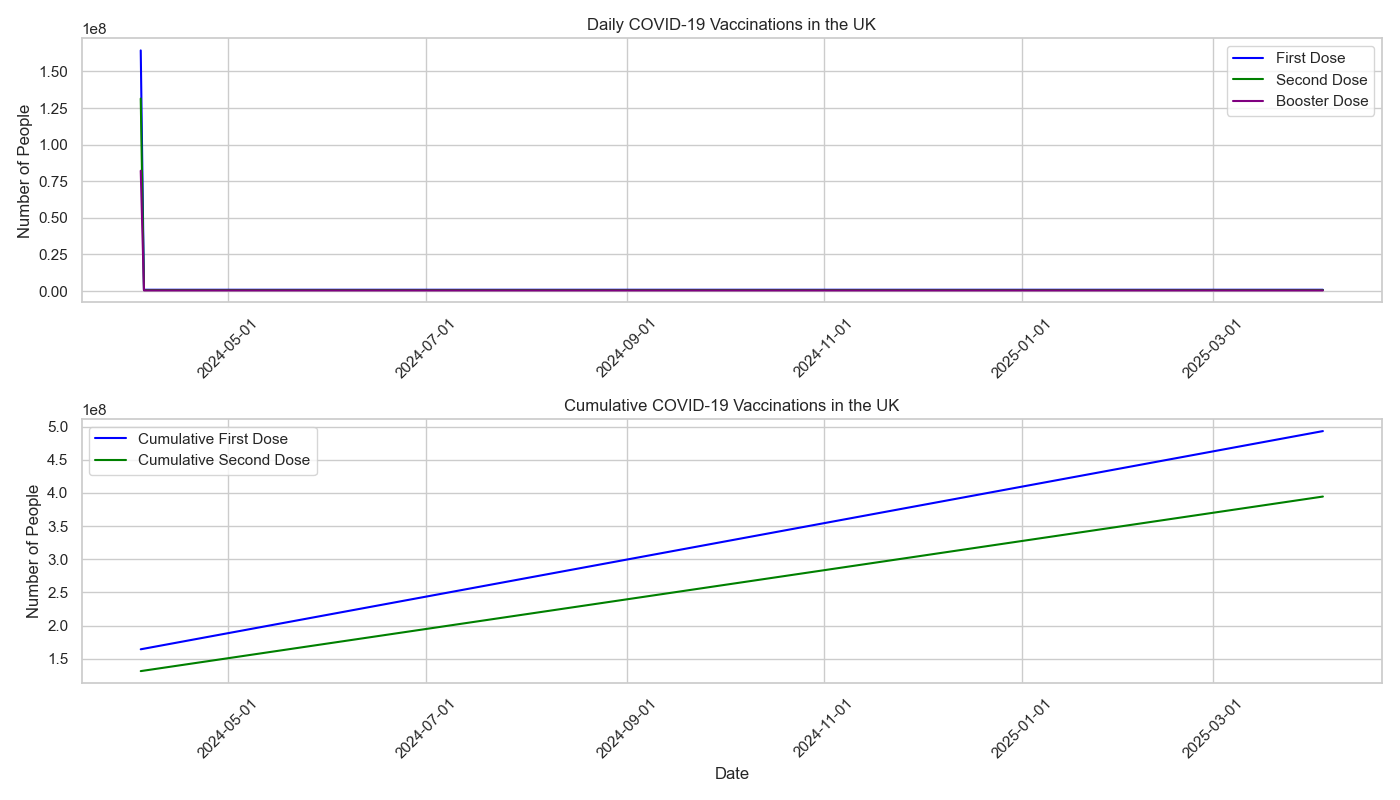 Daily COVID-19 Vaccinations in the UK
1e8
Number of People
1.50
1.25
1.00
0.75
0.50
0.25
0.00
First Dose
Second Dose
Booster Dose
2024-05-01
2024-07-01
2024-09-01
2024-11-01
2025-01-01
2025-03-01
Cumulative COVID-19 Vaccinations in the UK
1e8
Number of People
5.0
4.5
4.0
3.5
3.0
2.5
2.0
1.5
Cumulative First Dose
Cumulative Second Dose
2024-05-01
2024-07-01
2024-09-01
2024-11-01
2025-01-01
2025-03-01
Date